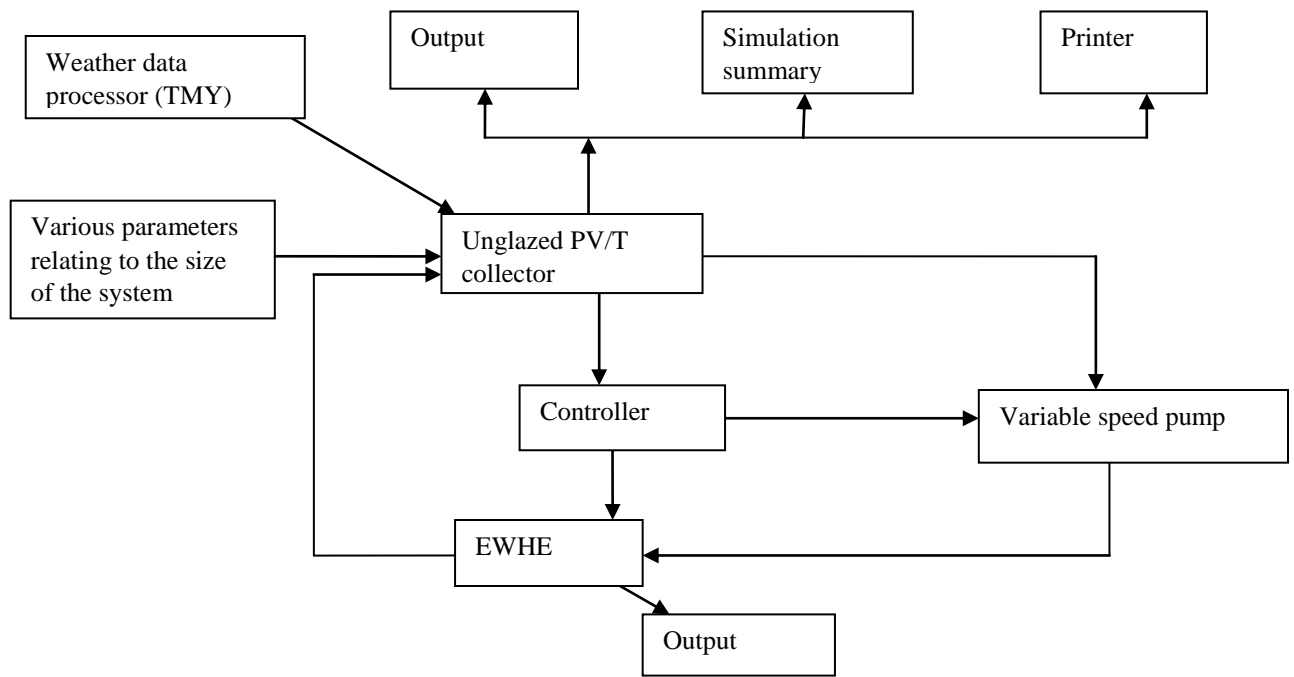 Output
Simulation
summary
Printer
Weather data
processor (TMY)
Various parameters
relating to the size
of the system
Unglazed PV/T
collector
Controller
Variable speed pump
EWHE
Output